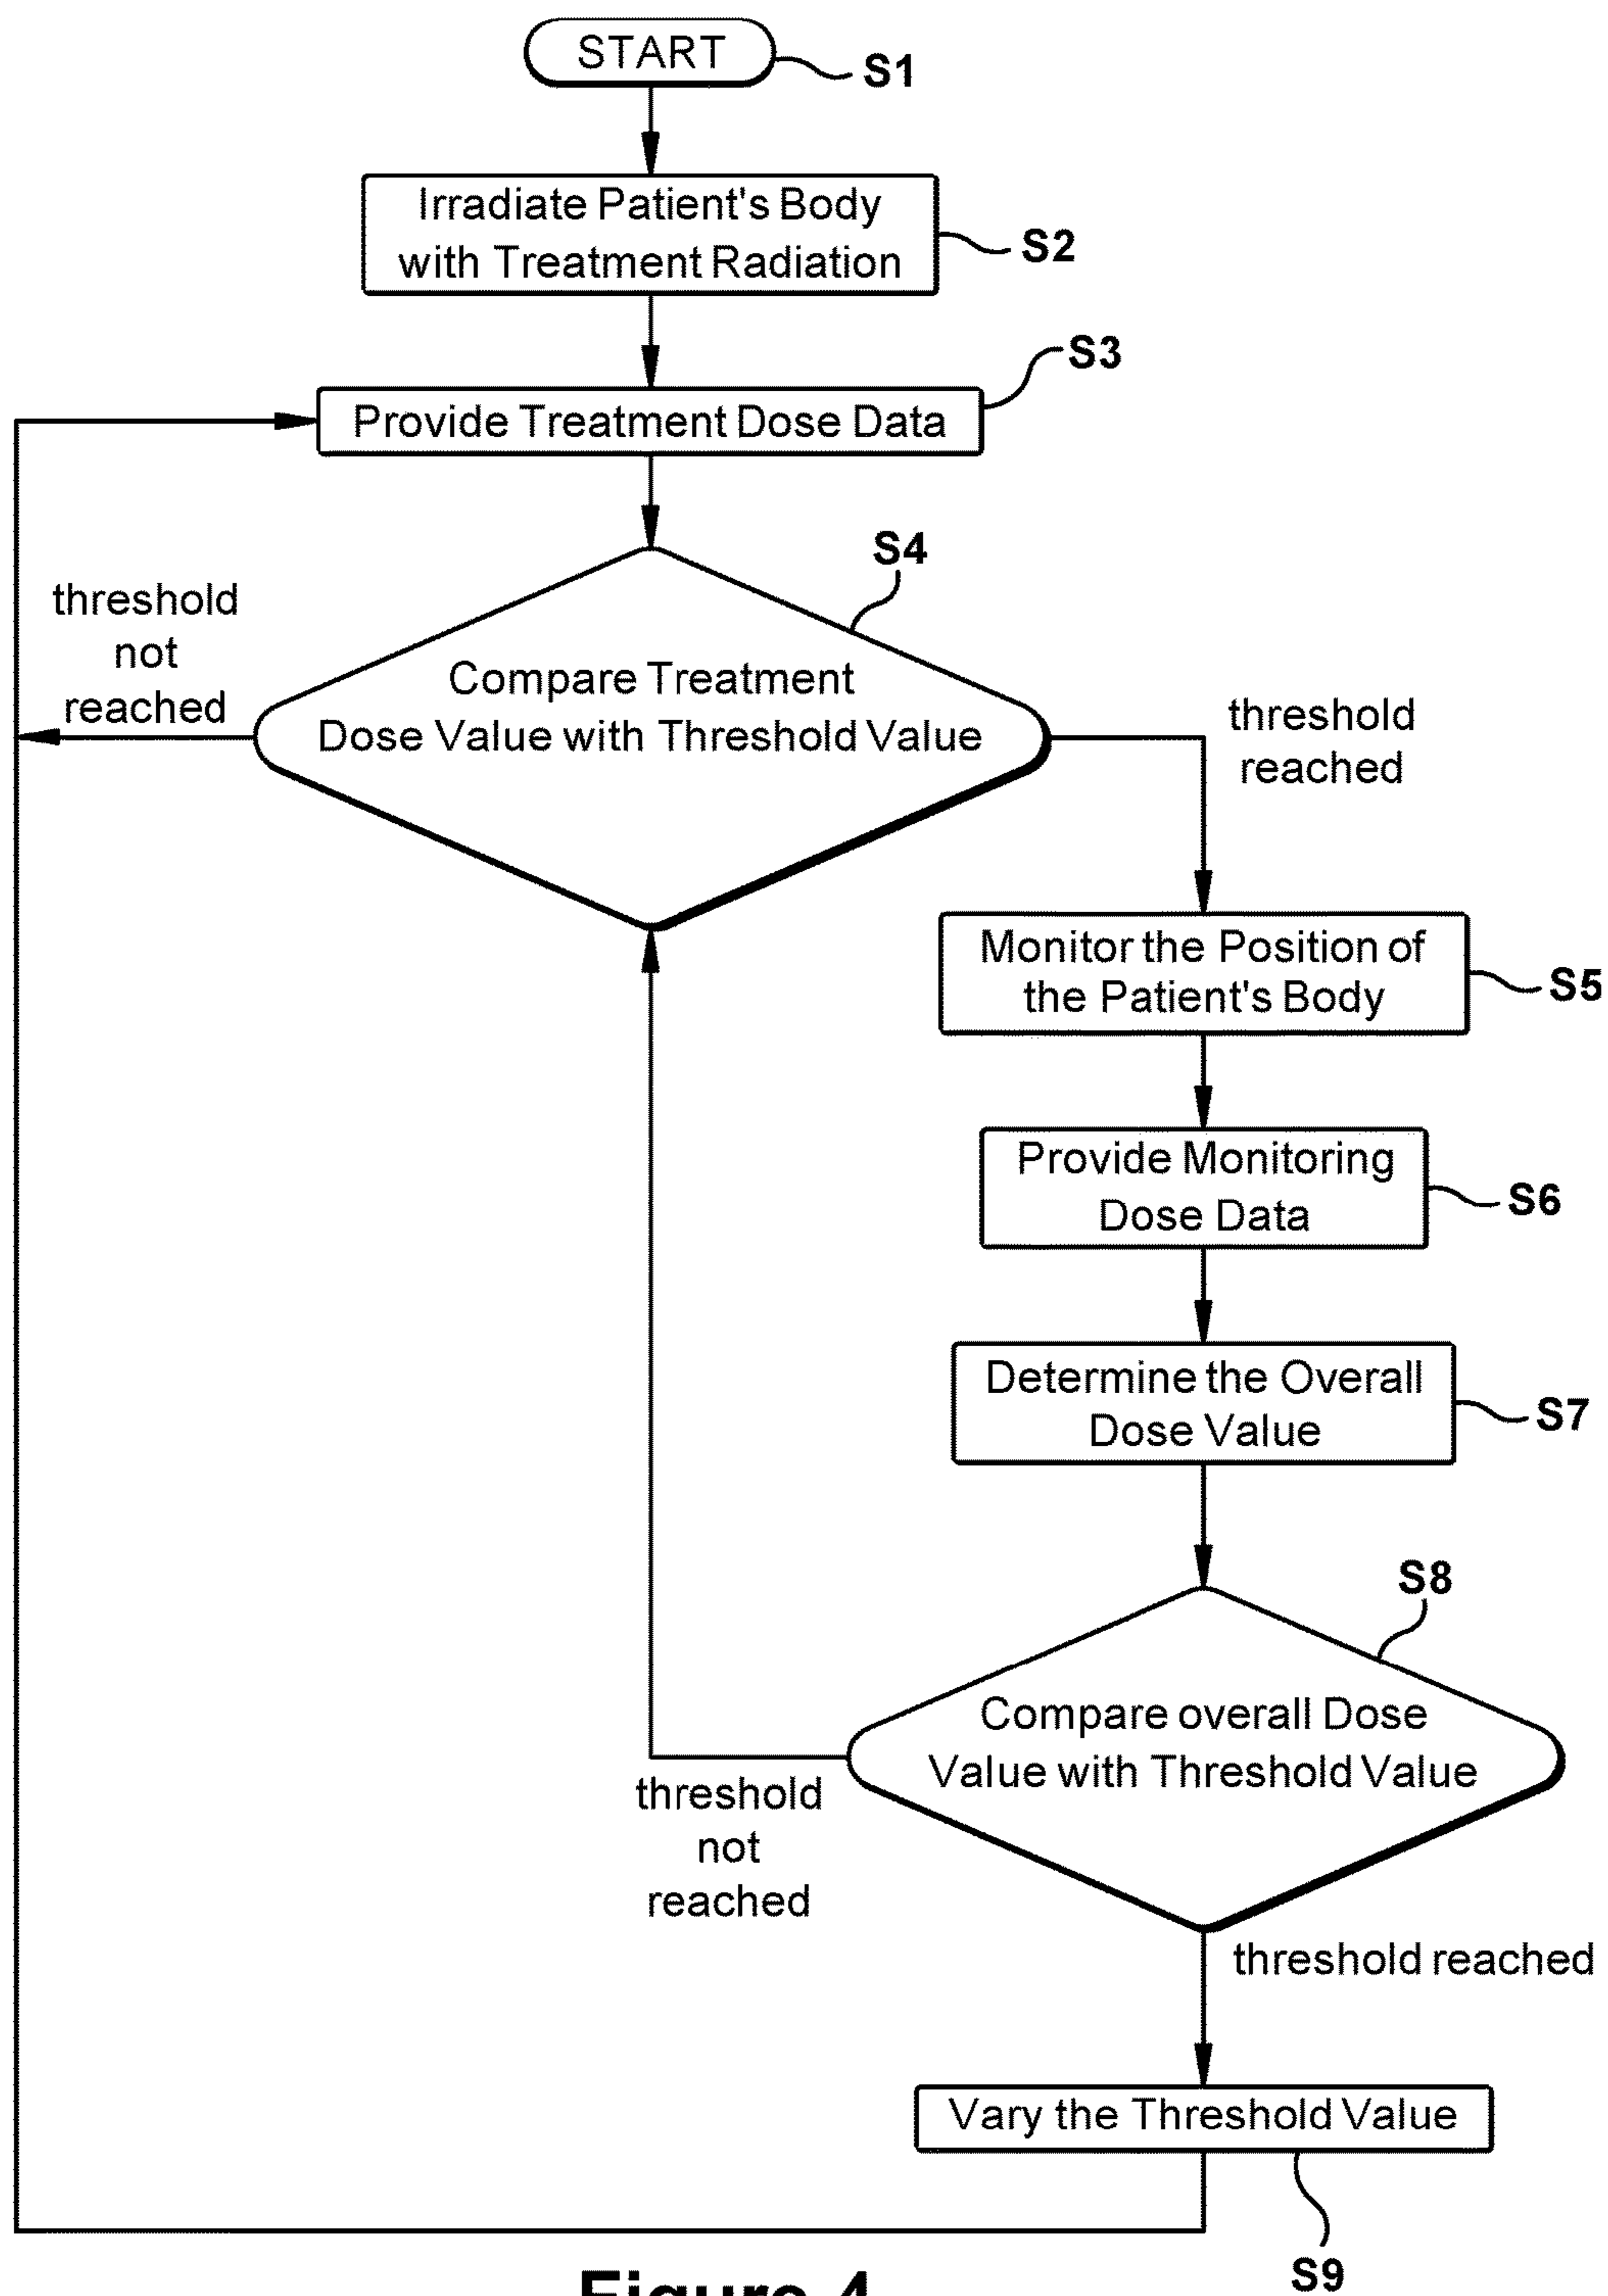 START
S1
Irradiate Patient's Body
with Treatment Radiation
S2
S3
Provide Treatment Dose Data
S4
threshold
not
reached
Compare Treatment
Dose Value with Threshold Value
threshold
reached
Monitor the Position of
the Patient's Body
S5
Provide Monitoring
Dose Data
S6
Determine the Overall
Dose Value
S7
S8
Compare overall Dose
Value with Threshold Value
threshold
not
reached
threshold reached
Vary the Threshold Value
S9
Figure 4